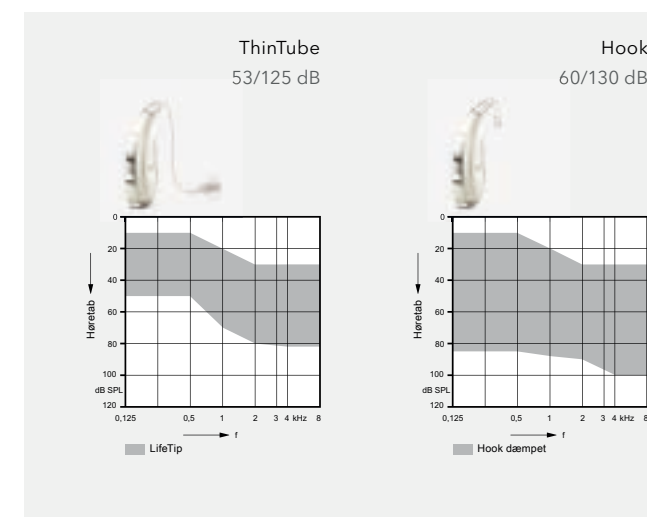 ThinTube
53/125 dB
0
20
40
60
80
100
dB SPL
120
Høretab
0,125 0,5 1 2 3 4 kHz 8
f
LifeTip
Hook
60/130 dB
0
20
40
60
80
100
dB SPL
120
Høretab
0,125 0,5 1 2 3 4 kHz 8
f
Hook dæmpet